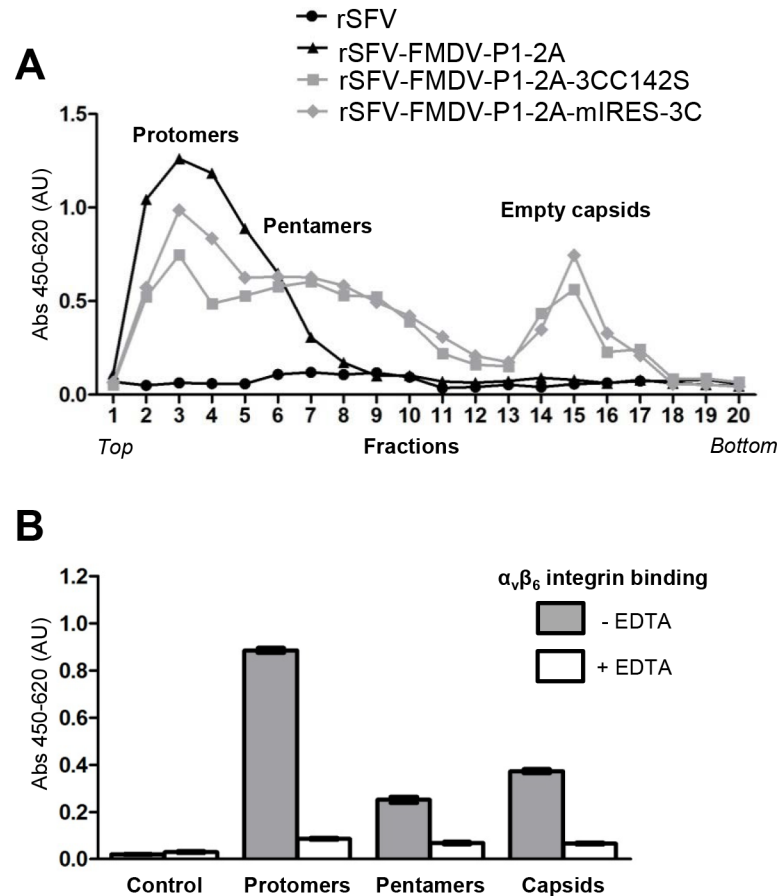 rSFV
A
rSFV-FMDV-P1-2A
rSFV-FMDV-P1-2A-3CC142S
rSFV-FMDV-P1-2A-mIRES-3C
1.5
Protomers
1.0
Empty capsids
Pentamers
Abs 450-620 (AU)
0.5
0.0
1 2 3 4 5 6 7 8 9 10 11 12 13 14 15 16 17 18 19 20
Top Fractions Bottom
B
1.2
αvβ6 integrin binding
1.0
- EDTA
0.8
+ EDTA
Abs 450-620 (AU)
0.6
0.4
0.2
0.0
Control Protomers Pentamers Capsids